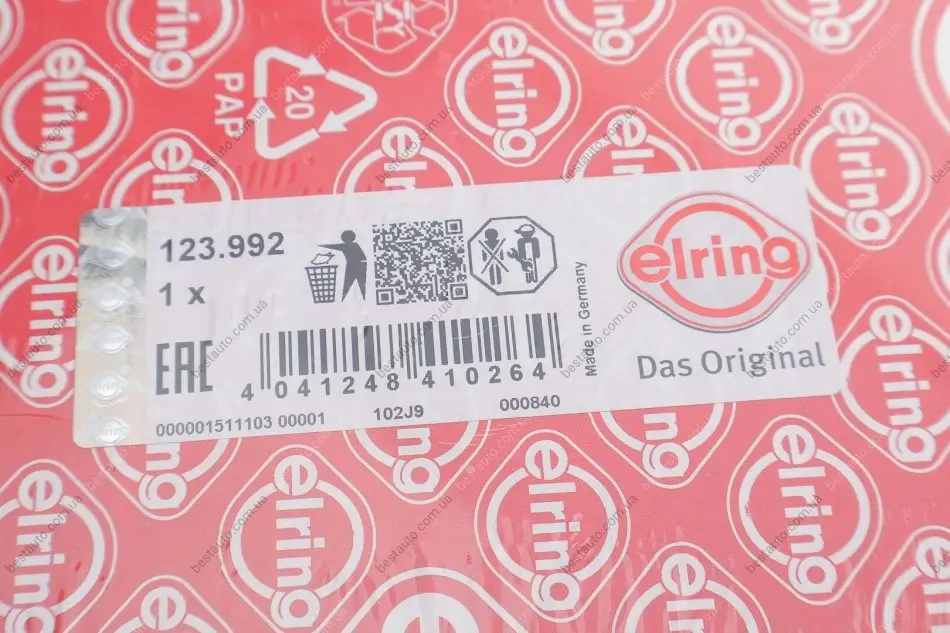 20
PAP
123.992
1 x
EAC
4 041248 410264
000001511103 00001
102J9
000840
Made in Germany
elring
Das Original
elring
bestauto.com.ua